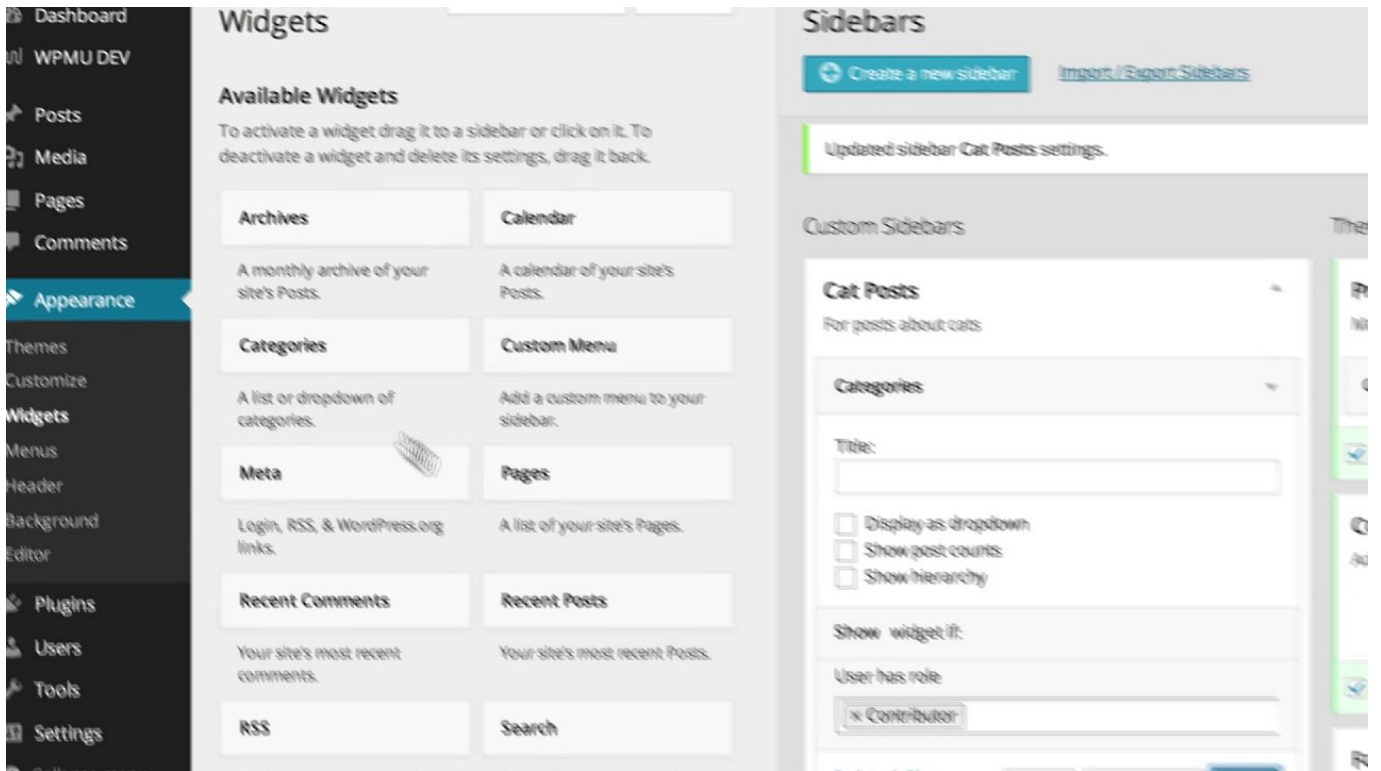 Dashboard
WPMU DEV
Posts
Media
Pages
Comments
Appearance
Themes
Customize
Widgets
Menus
Header
Background
Editor
Plugins
Users
Tools
Settings
Widgets
Available Widgets
To activate a widget drag it to a sidebar or click on it. To
deactivate a widget and delete its settings, drag it back.
Archives
Calendar
A monthly archive of your
site's Posts.
A calendar of your site's
Posts.
Categories
Custom Menu
A list or dropdown of
categories.
Add a custom menu to your
sidebar.
Meta
Pages
Login, RSS, & WordPress.org
links.
A list of your site's Pages.
Recent Comments
Recent Posts
Your site's most recent
comments.
Your site's most recent Posts.
RSS
Search
Sidebars
Create a new sidebar
Import / Export Sidebars
Updated sidebar Cat Posts settings.
Custom Sidebars
Cat Posts
For posts about cats
Categories
Title:
Display as dropdown
Show post counts
Show hierarchy
Show widget if:
User has role
× Contributor